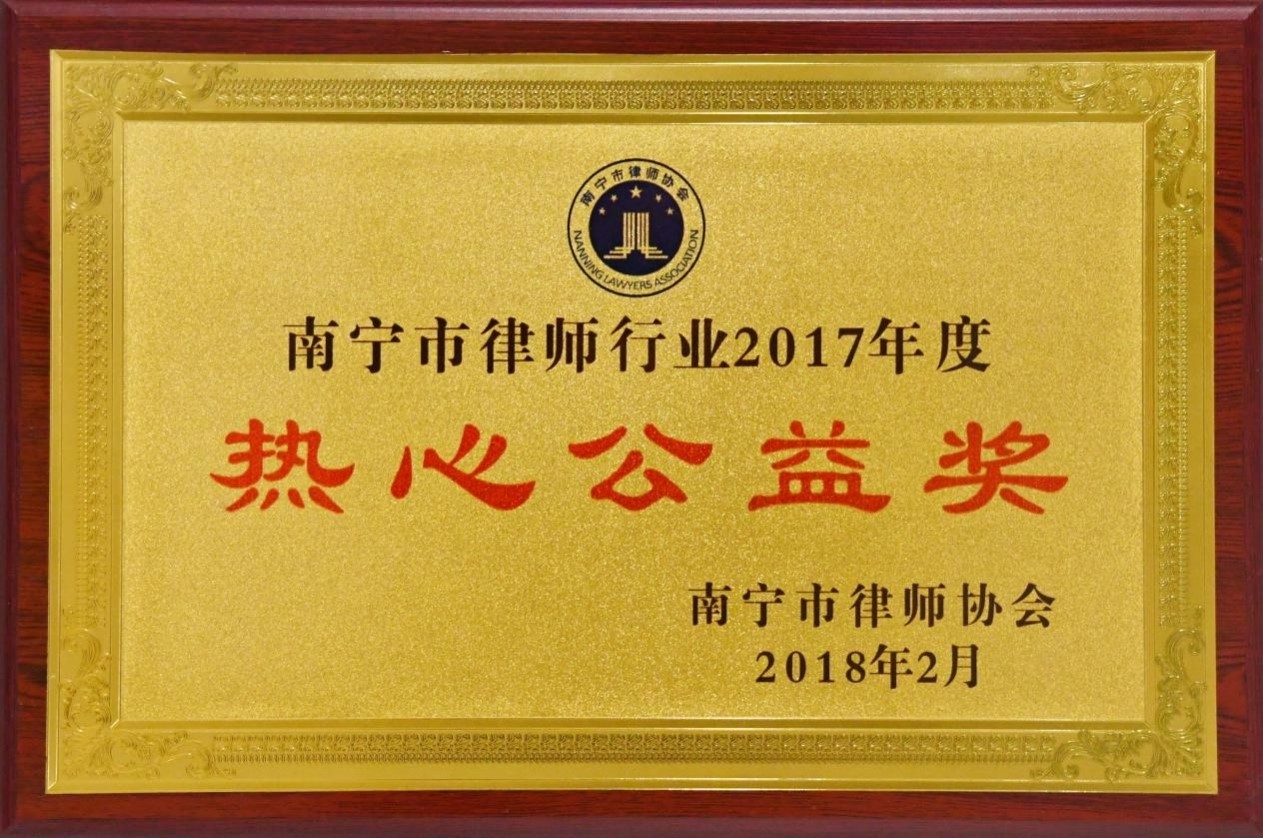 南宁市律师协会
NANNING LAWYERS ASSOCIATION
南宁市律师行业2017年度
热心公益奖
南宁市律师协会
2018年2月